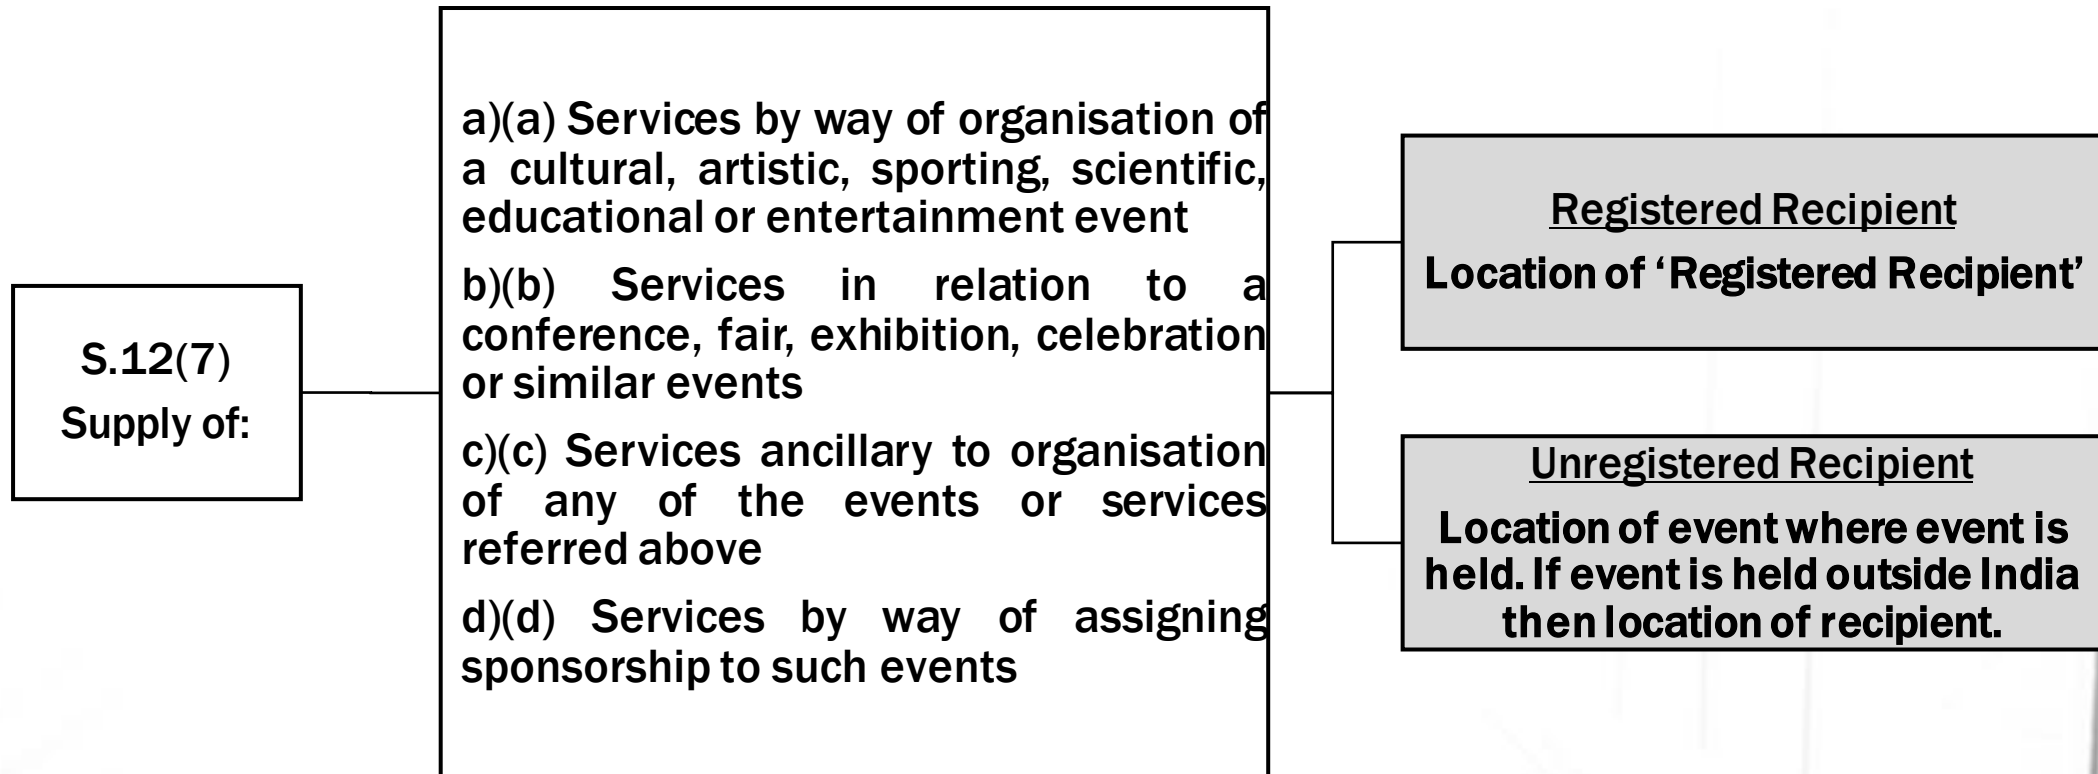 S.12(7)
Supply of:
a)(a) Services by way of organisation of
a cultural, artistic, sporting, scientific,
educational or entertainment event
b)(b) Services in relation to a
conference, fair, exhibition, celebration
or similar events
c)(c) Services ancillary to organisation
of any of the events or services
referred above
d)(d) Services by way of assigning
sponsorship to such events
Registered Recipient
Location of ‘Registered Recipient’
Unregistered Recipient
Location of event where event is
held. If event is held outside India
then location of recipient.